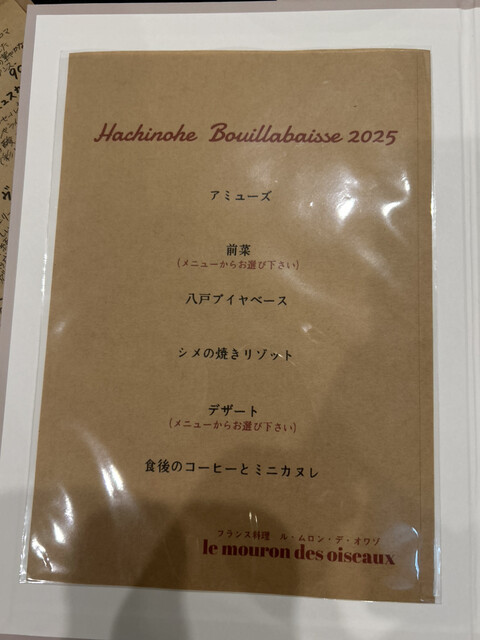 Hachinohe Bouillabaisse 2025
アミューズ
前菜
(メニューからお選び下さい)
八戸ブイヤベース
シメの焼きリゾット
デザート
(メニューからお選び下さい)
食後のコーヒーとミニカヌレ
フランス料理 ル・ムロン・デ・オワゾ
le mouron des oiseaux